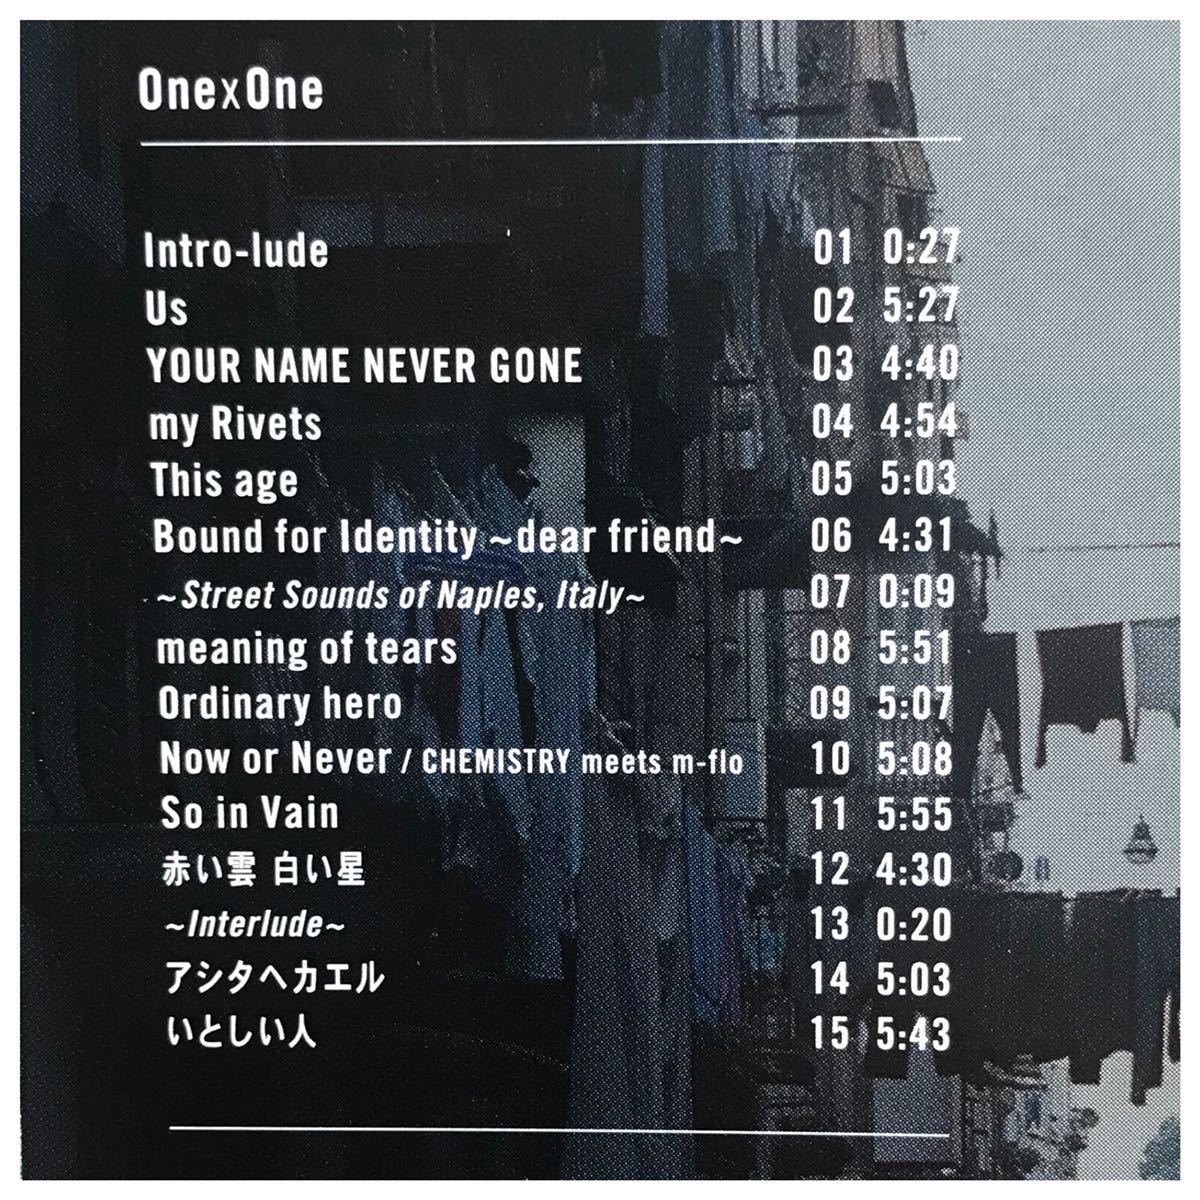 OnexOne
Intro-lude 01 0:27
Us 02 5:27
YOUR NAME NEVER GONE 03 4:40
my Rivets 04 4:54
This age 05 5:03
Bound for Identity ~dear friend~ 06 4:31
~Street Sounds of Naples, Italy~ 07 0:09
meaning of tears 08 5:51
Ordinary hero 09 5:07
Now or Never / CHEMISTRY meets m-flo 10 5:08
So in Vain 11 5:55
赤い雲 白い星 12 4:30
~Interlude~ 13 0:20
アシタヘカエル 14 5:03
いとしい人 15 5:43